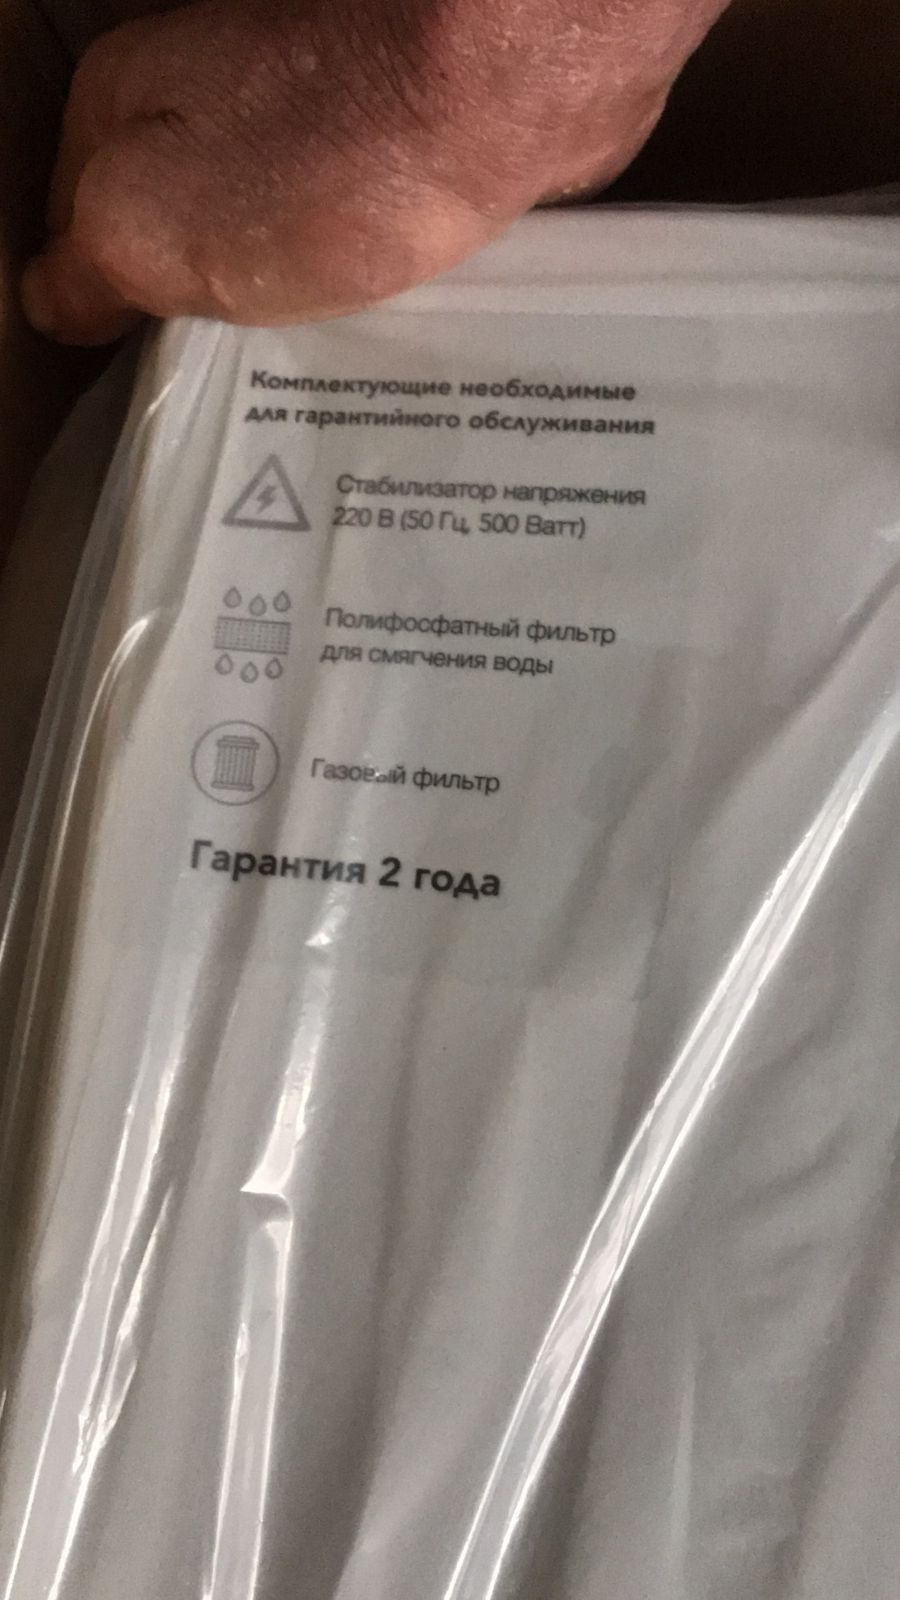 Комплектующие необходимые
для гарантийного обслуживания
Стабилизатор напряжения
220 В (50 Гц, 500 Ватт)
Полифосфатный фильтр
для смягчения воды
Газовый фильтр
Гарантия 2 года